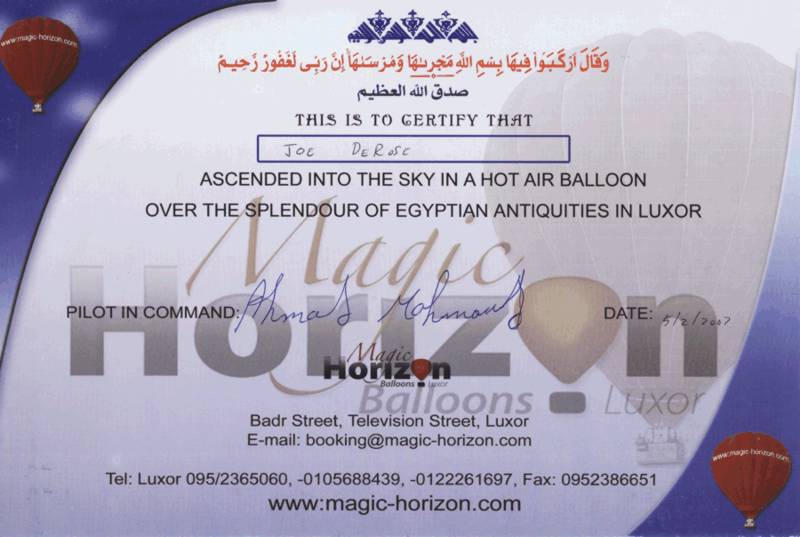 www.magic-horizon.com
وَقَالَ ارْكَبُوا فِيهَا بِسْمِ اللَّهِ مَجْرِىٰهَا وَمُرْسَىٰهَا إِنَّ رَبِّى لَغَفُورٌ رَّحِيمٌ
صدق الله العظيم
THIS IS TO CERTIFY THAT
JOE DeRose
ASCENDED INTO THE SKY IN A HOT AIR BALLOON
OVER THE SPLENDOUR OF EGYPTIAN ANTIQUITIES IN LUXOR
Magic
Horizon
Balloons Luxor
PILOT IN COMMAND: Ahmad Mahmoud DATE: 5/2/2007
Magic
Horizon
Balloons Luxor
Badr Street, Television Street, Luxor
E-mail: booking@magic-horizon.com
Tel: Luxor 095/2365060, -0105688439, -0122261697, Fax: 0952386651
www.magic-horizon.com
www.magic-horizon.com